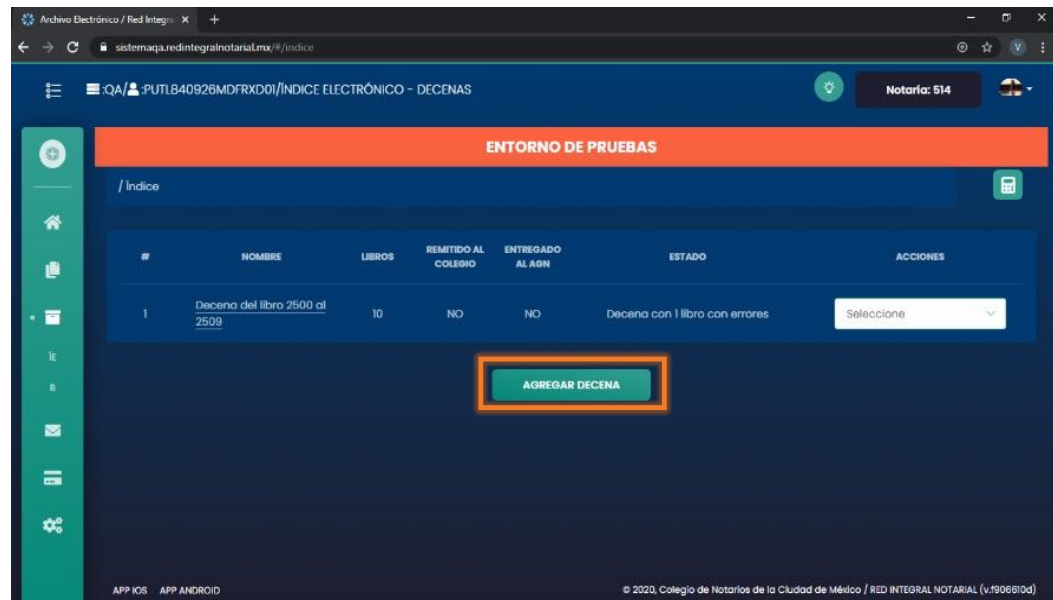 Archivo Electrónico / Red Integra
sistemaqa.redintegralnotarial.mx/#/indice
V
:QA/ :PUTL840926MDFRXD01/ÍNDICE ELECTRÓNICO - DECENAS
Notaría: 514
ENTORNO DE PRUEBAS
/ Índice
# NOMBRE LIBROS REMITIDO AL COLEGIO ENTREGADO AL AGN ESTADO ACCIONES
1 Decena del libro 2500 al 2509 10 NO NO Decena con 1 libro con errores Seleccione
IE
B
AGREGAR DECENA
APP IOS APP ANDROID
© 2020, Colegio de Notarios de la Ciudad de México / RED INTEGRAL NOTARIAL (v.f906610d)